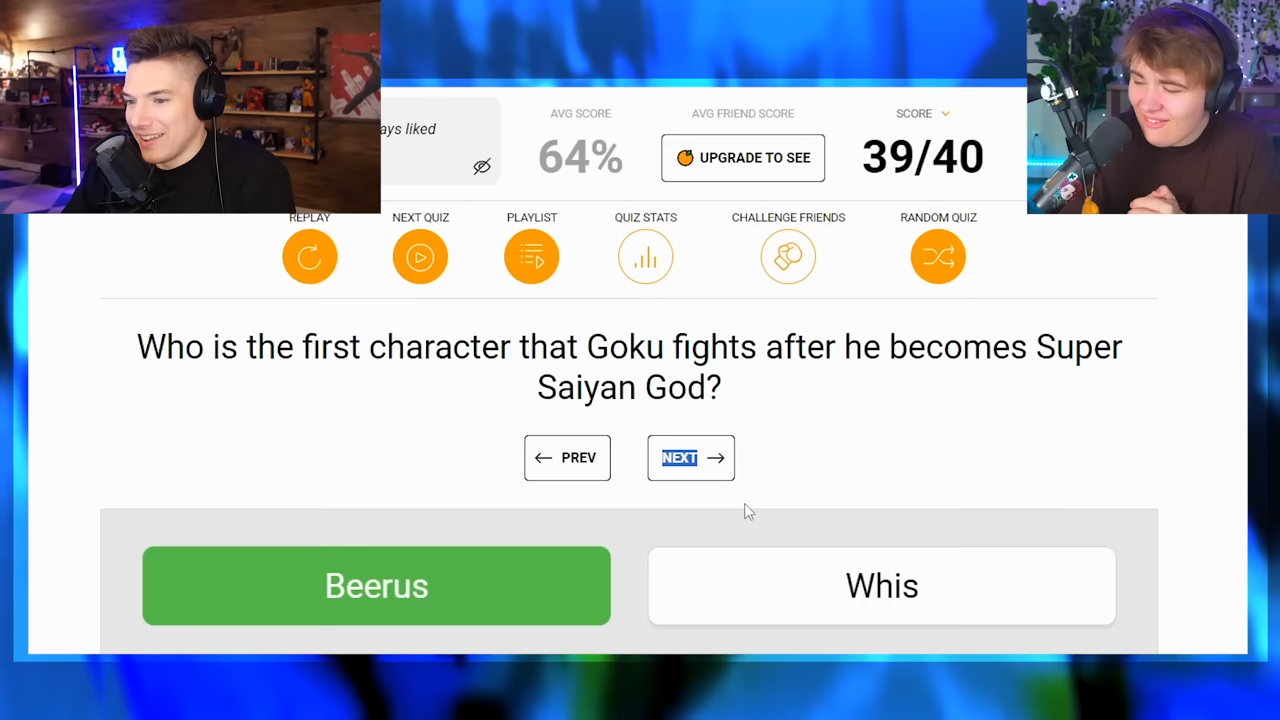 ays liked
AVG SCORE
64%
AVG FRIEND SCORE
UPGRADE TO SEE
SCORE
39/40
REPLAY
NEXT QUIZ
PLAYLIST
QUIZ STATS
CHALLENGE FRIENDS
RANDOM QUIZ
Who is the first character that Goku fights after he becomes Super
Saiyan God?
← PREV
NEXT →
Beerus
Whis